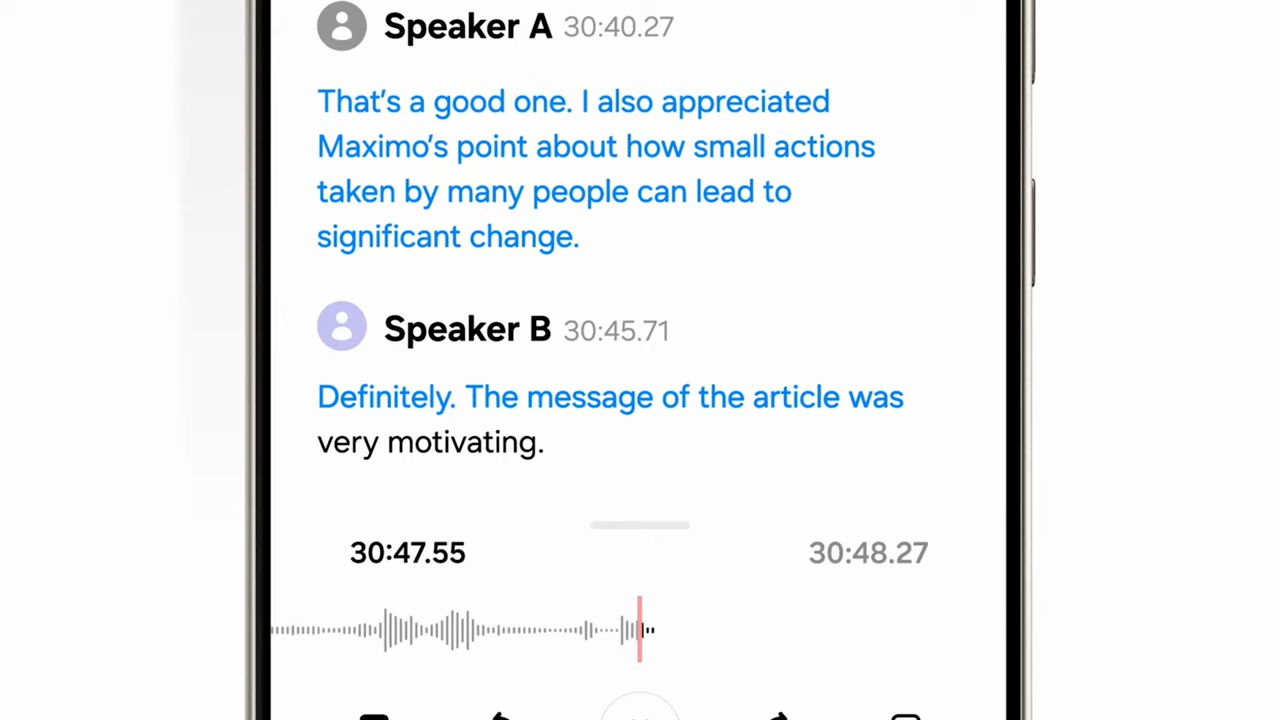 Speaker A 30:40.27
That's a good one. I also appreciated
Maximo's point about how small actions
taken by many people can lead to
significant change.
Speaker B 30:45.71
Definitely. The message of the article was
very motivating.
30:47.55 30:48.27